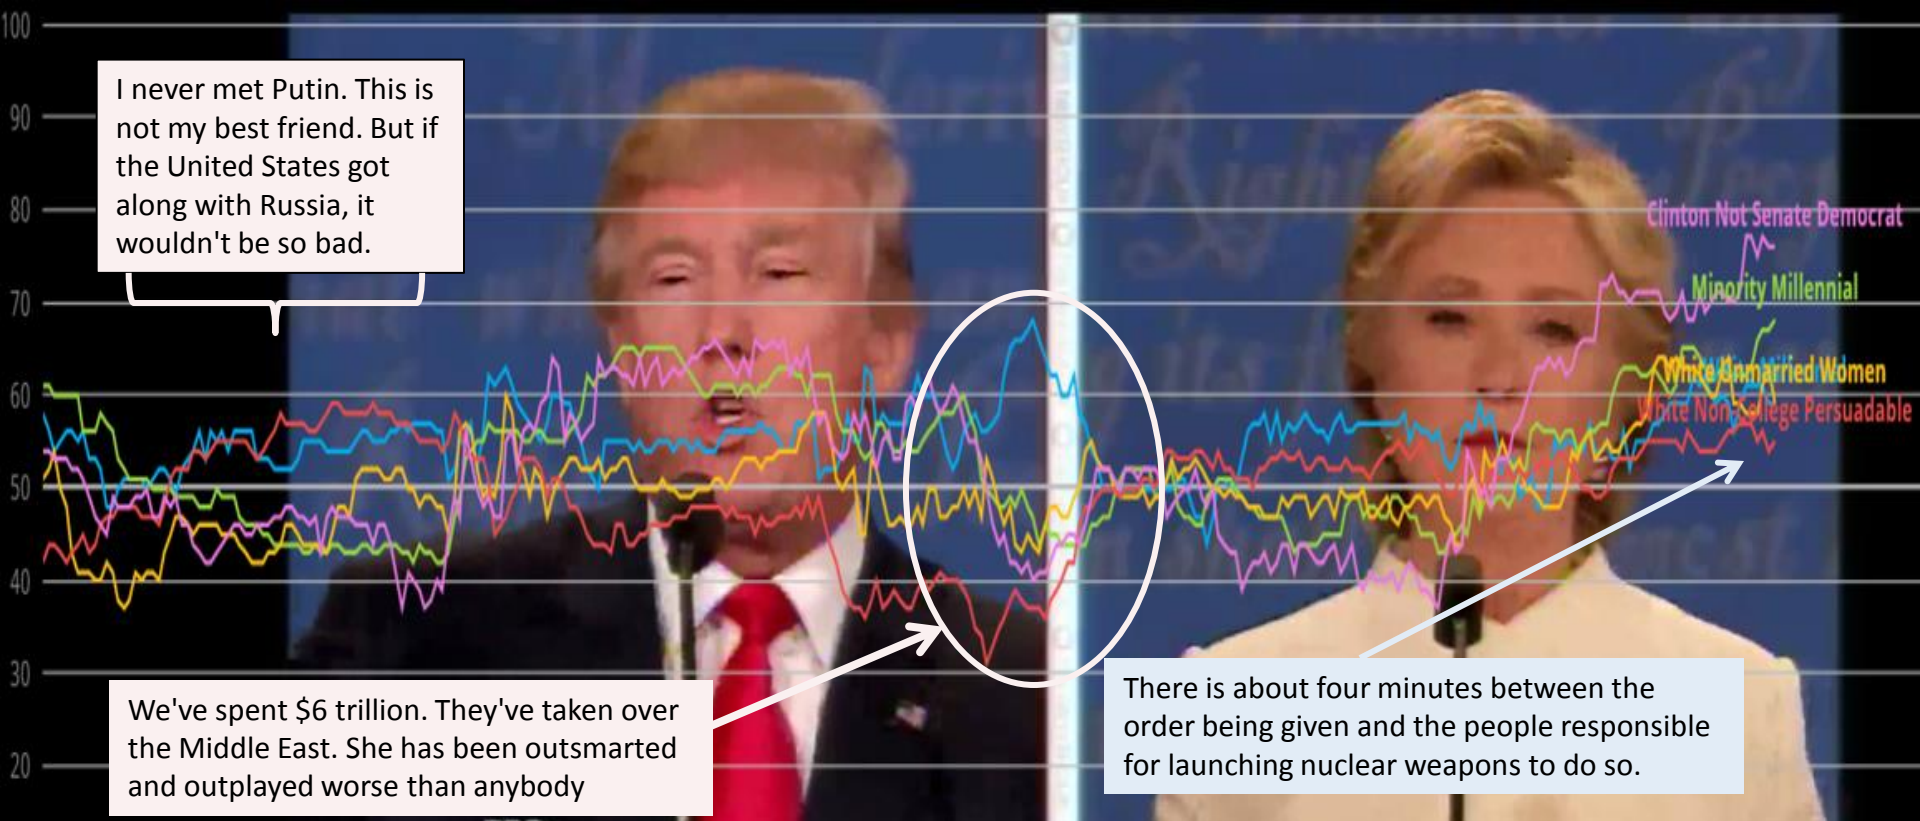 100
90
80
70
60
50
40
30
20
I never met Putin. This is
not my best friend. But if
the United States got
along with Russia, it
wouldn't be so bad.
Clinton Not Senate Democrat
Minority Millennial
White Unmarried Women
White Non College Persuadable
We've spent $6 trillion. They've taken over
the Middle East. She has been outsmarted
and outplayed worse than anybody
There is about four minutes between the
order being given and the people responsible
for launching nuclear weapons to do so.